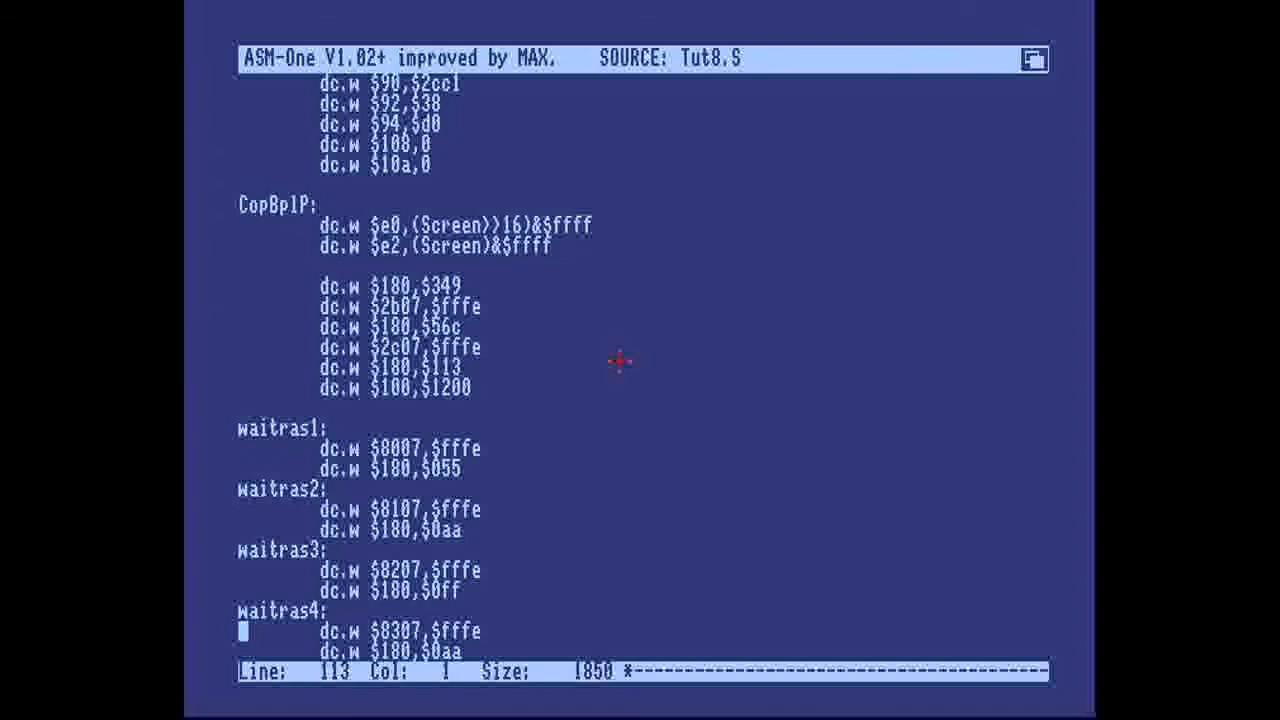 ASM-One V1.02+ improved by MAX.    SOURCE: Tut8.S
dc.w $90,$2cc1
dc.w $92,$38
dc.w $94,$d0
dc.w $108,0
dc.w $10a,0
CopBplP:
dc.w $e0,(Screen>>16)&$ffff
dc.w $e2,(Screen)&$ffff
dc.w $180,$349
dc.w $2b07,$fffe
dc.w $180,$56c
dc.w $2c07,$fffe
dc.w $180,$113
dc.w $100,$1200
waitras1:
dc.w $8007,$fffe
dc.w $180,$055
waitras2:
dc.w $8107,$fffe
dc.w $180,$0aa
waitras3:
dc.w $8207,$fffe
dc.w $180,$0ff
waitras4:
dc.w $8307,$fffe
dc.w $180,$0aa
Line:   113  Col:   1   Size:    1850 *-----------------------------------------